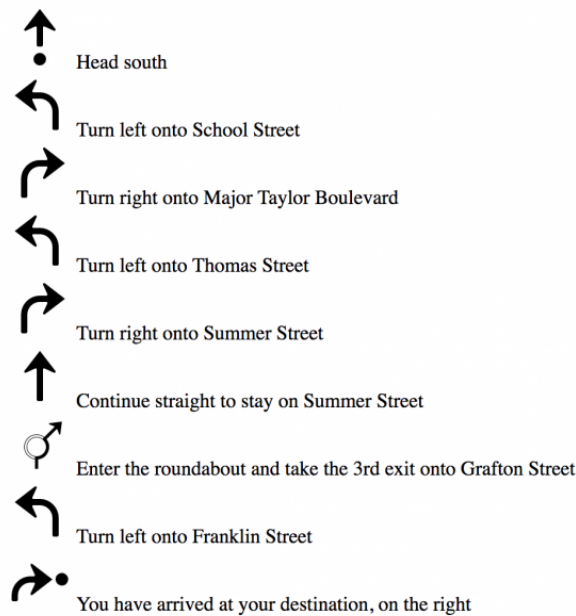 Head south
Turn left onto School Street
Turn right onto Major Taylor Boulevard
Turn left onto Thomas Street
Turn right onto Summer Street
Continue straight to stay on Summer Street
Enter the roundabout and take the 3rd exit onto Grafton Street
Turn left onto Franklin Street
You have arrived at your destination, on the right